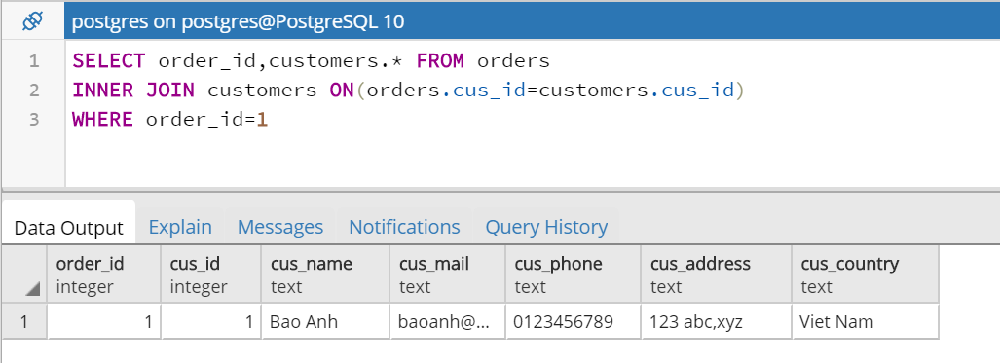 postgres on postgres@PostgreSQL 10
1 SELECT order_id,customers.* FROM orders
2 INNER JOIN customers ON(orders.cus_id=customers.cus_id)
3 WHERE order_id=1
Data Output Explain Messages Notifications Query History
order_id cus_id cus_name cus_mail cus_phone cus_address cus_country
integer integer text text text text text
1 1 1 Bao Anh baoanh@... 0123456789 123 abc,xyz Viet Nam